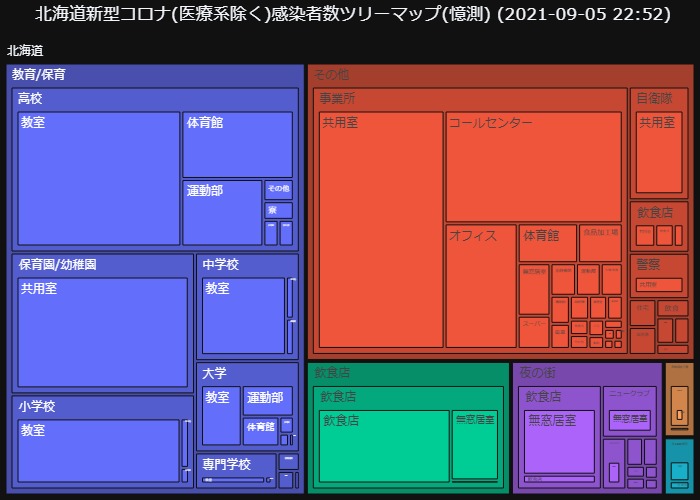 北海道新型コロナ(医療系除く)感染者数ツリーマップ(憶測) (2021-09-05 22:52)
北海道
教育/保育
高校
教室
体育館
運動部
その他
寮
保育園/幼稚園
共用室
中学校
教室
小学校
教室
大学
教室
運動部
体育館
専門学校
その他
事業所
共用室
コールセンター
オフィス
体育館
食品加工場
スーパー
自衛隊
共用室
飲食店
警察
共用室
飲食店
飲食店
飲食店
無窓居室
夜の街
飲食店
無窓居室
ニュークラブ
無窓居室